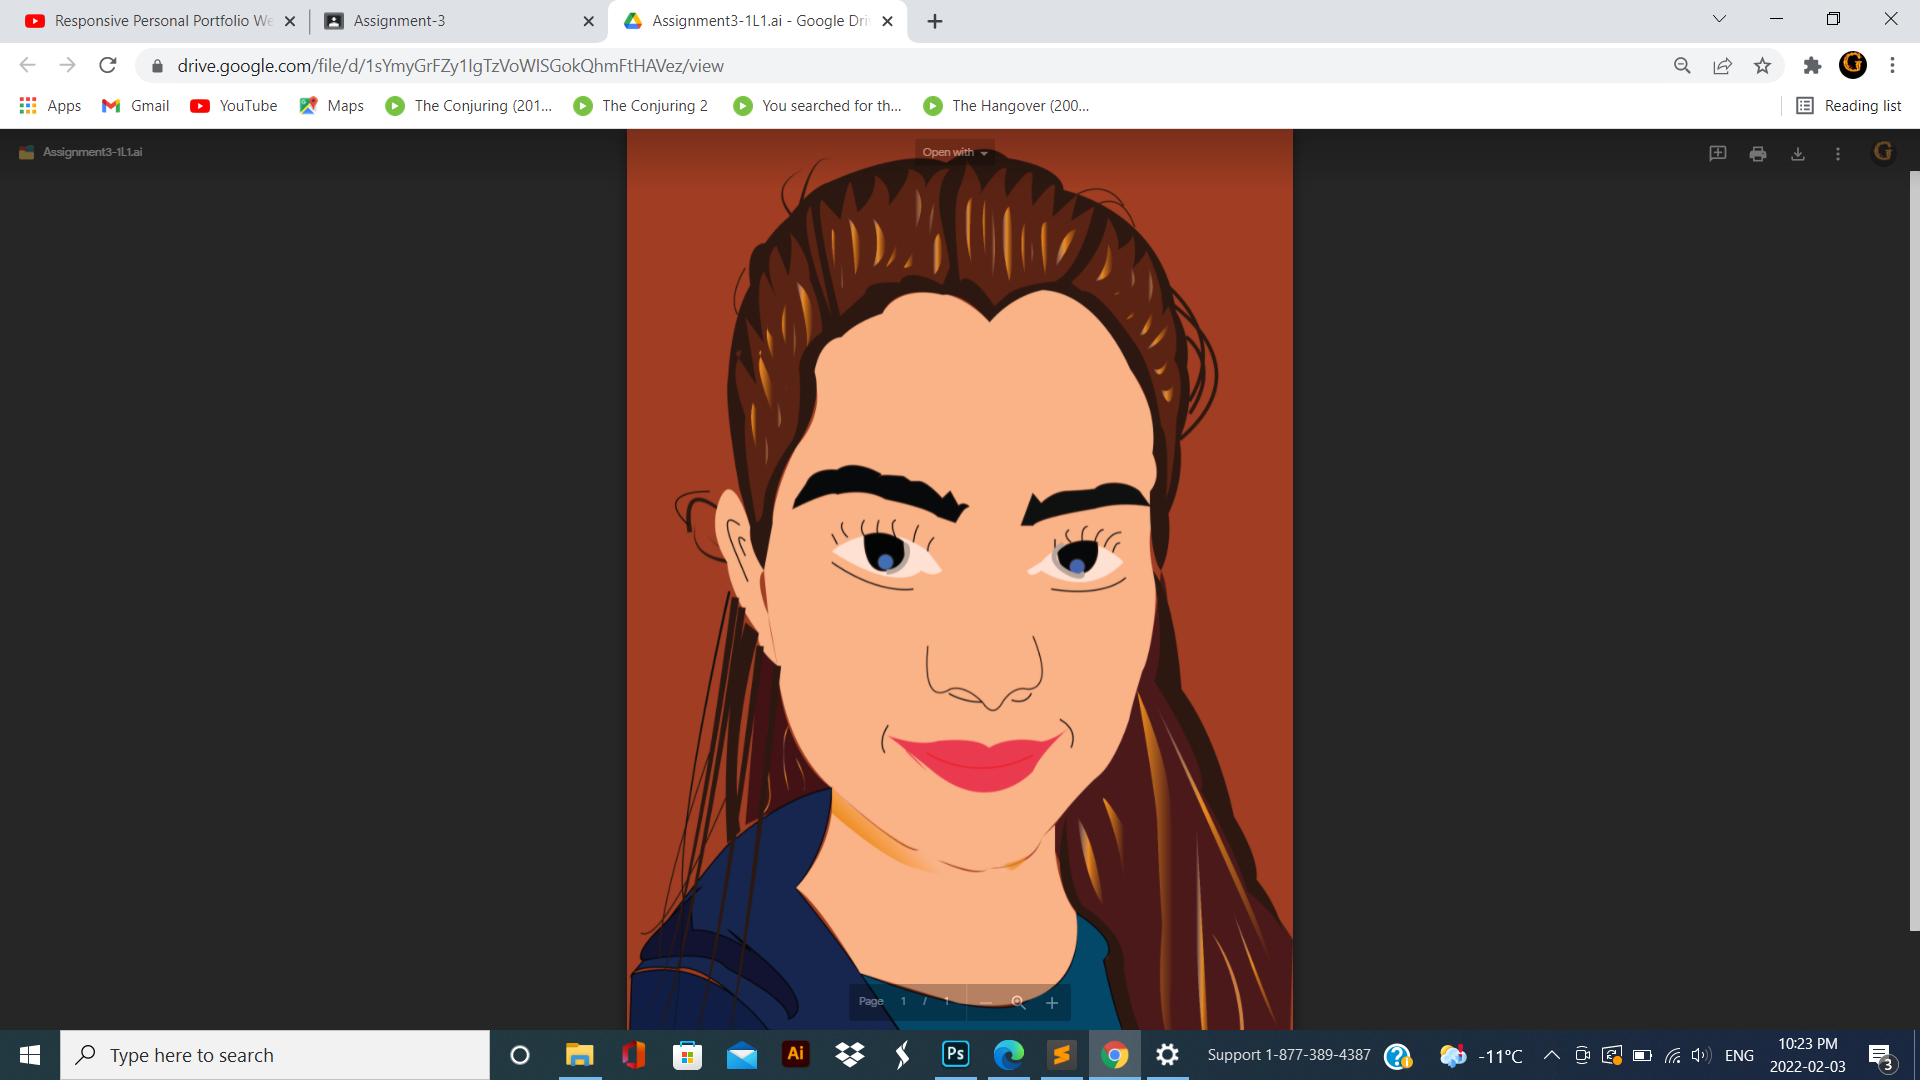 Responsive Personal Portfolio We
Assignment-3
Assignment3-1L1.ai - Google Dri
drive.google.com/file/d/1sYmyGrFZy1IgTzVoWISGokQhmFtHAVez/view
Apps
Gmail
YouTube
Maps
The Conjuring (201...
The Conjuring 2
You searched for th...
The Hangover (200...
Reading list
Assignment3-1L1.ai
Open with
G
Page 1 / 1
Type here to search
Ai
Ps
Support 1-877-389-4387
-11°C
ENG
10:23 PM
2022-02-03
3